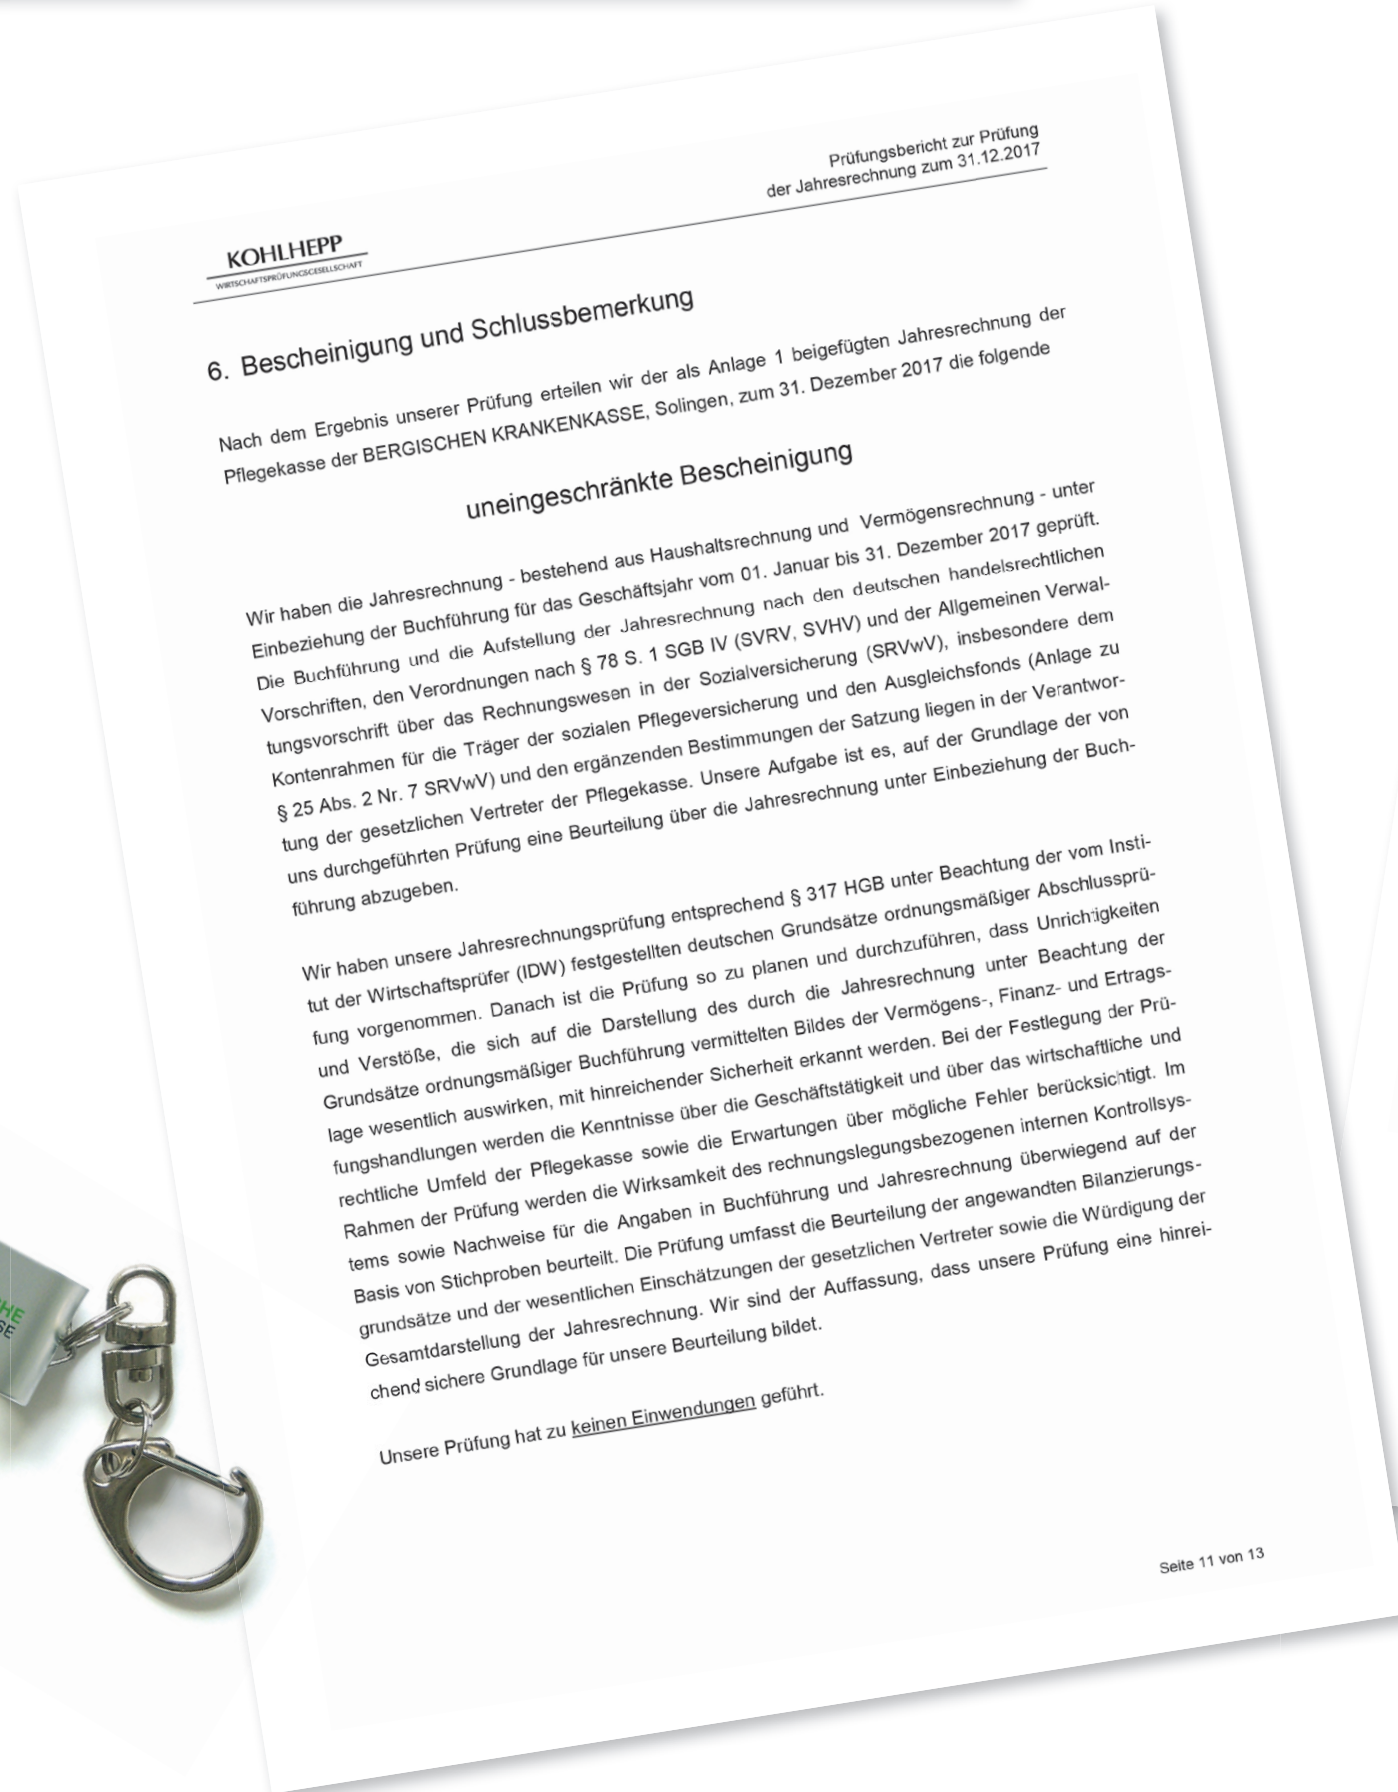 Prüfungsbericht zur Prüfung
der Jahresrechnung zum 31.12.2017
KOHLHEPP
WIRTSCHAFTSPRÜFUNGSGESELLSCHAFT
6. Bescheinigung und Schlussbemerkung
Nach dem Ergebnis unserer Prüfung erteilen wir der als Anlage 1 beigefügten Jahresrechnung der
Pflegekasse der BERGISCHEN KRANKENKASSE, Solingen, zum 31. Dezember 2017 die folgende
uneingeschränkte Bescheinigung
Wir haben die Jahresrechnung - bestehend aus Haushaltsrechnung und Vermögensrechnung - unter
Einbeziehung der Buchführung für das Geschäftsjahr vom 01. Januar bis 31. Dezember 2017 geprüft.
Die Buchführung und die Aufstellung der Jahresrechnung nach den deutschen handelsrechtlichen
Vorschriften, den Verordnungen nach § 78 S. 1 SGB IV (SVRV, SVHV) und der Allgemeinen Verwal-
tungsvorschrift über das Rechnungswesen in der Sozialversicherung (SRVwV), insbesondere dem
Kontenrahmen für die Träger der sozialen Pflegeversicherung und den Ausgleichsfonds (Anlage zu
§ 25 Abs. 2 Nr. 7 SRVwV) und den ergänzenden Bestimmungen der Satzung liegen in der Verantwor-
tung der gesetzlichen Vertreter der Pflegekasse. Unsere Aufgabe ist es, auf der Grundlage der von
uns durchgeführten Prüfung eine Beurteilung über die Jahresrechnung unter Einbeziehung der Buch-
führung abzugeben.
Wir haben unsere Jahresrechnungsprüfung entsprechend § 317 HGB unter Beachtung der vom Insti-
tut der Wirtschaftsprüfer (IDW) festgestellten deutschen Grundsätze ordnungsmäßiger Abschlussprü-
fung vorgenommen. Danach ist die Prüfung so zu planen und durchzuführen, dass Unrichtigkeiten
und Verstöße, die sich auf die Darstellung des durch die Jahresrechnung unter Beachtung der
Grundsätze ordnungsmäßiger Buchführung vermittelten Bildes der Vermögens-, Finanz- und Ertrags-
lage wesentlich auswirken, mit hinreichender Sicherheit erkannt werden. Bei der Festlegung der Prü-
fungshandlungen werden die Kenntnisse über die Geschäftstätigkeit und über das wirtschaftliche und
rechtliche Umfeld der Pflegekasse sowie die Erwartungen über mögliche Fehler berücksichtigt. Im
Rahmen der Prüfung werden die Wirksamkeit des rechnungslegungsbezogenen internen Kontrollsys-
tems sowie Nachweise für die Angaben in Buchführung und Jahresrechnung überwiegend auf der
Basis von Stichproben beurteilt. Die Prüfung umfasst die Beurteilung der angewandten Bilanzierungs-
grundsätze und der wesentlichen Einschätzungen der gesetzlichen Vertreter sowie die Würdigung der
Gesamtdarstellung der Jahresrechnung. Wir sind der Auffassung, dass unsere Prüfung eine hinrei-
chend sichere Grundlage für unsere Beurteilung bildet.
Unsere Prüfung hat zu keinen Einwendungen geführt.
Seite 11 von 13
HE
SE